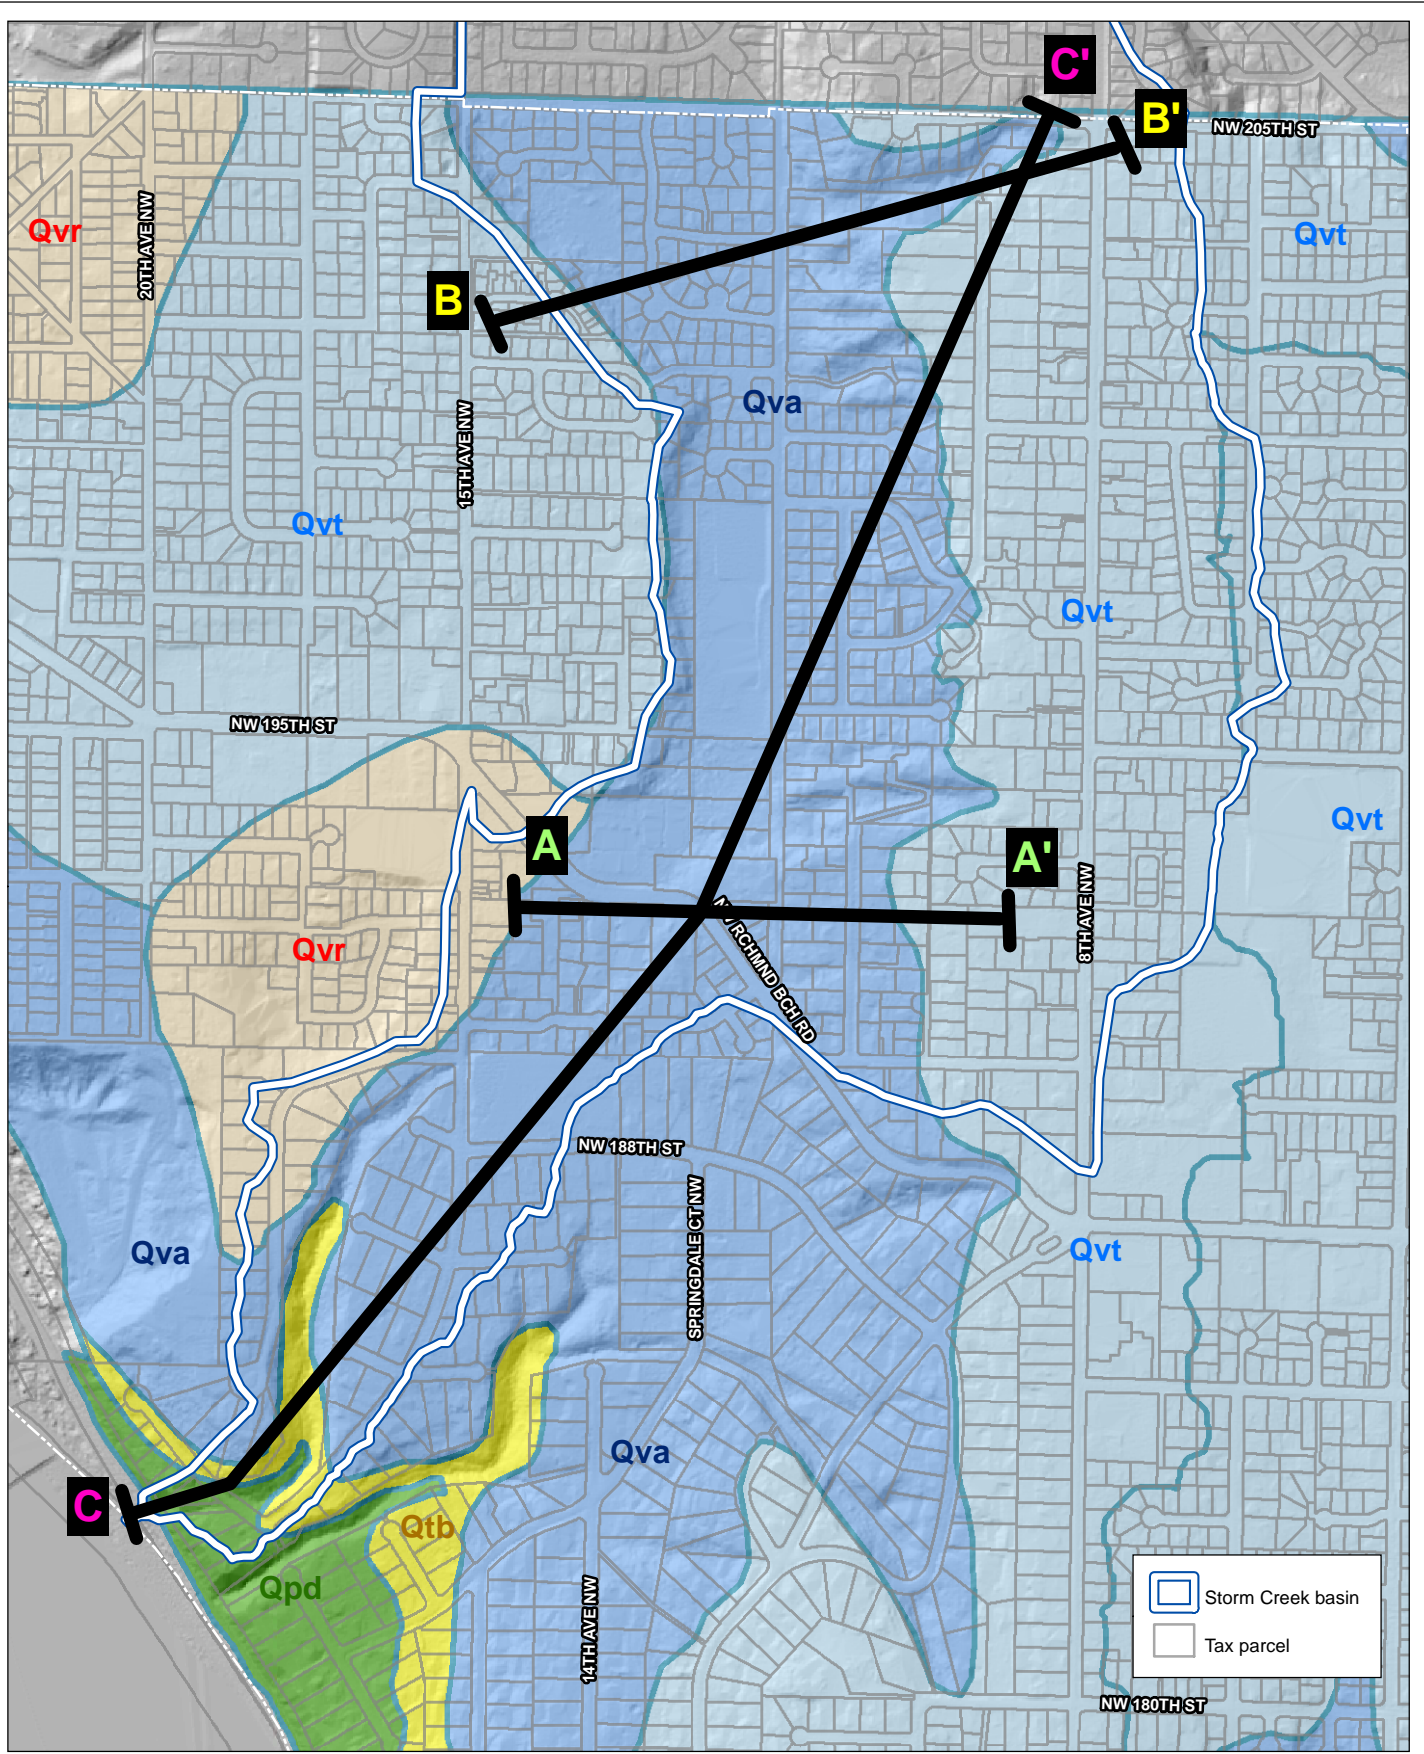 C'
B'
NW 205TH ST
Qvr
20TH AVE NW
Qvt
B
Qva
15TH AVE NW
Qvt
Qvt
NW 195TH ST
Qvt
A
A'
8TH AVE NW
Qvr
NW RCHMND BCH RD
NW 188TH ST
SPRINGDALE CT NW
Qva
Qvt
Qva
C
Qtb
Qpd
14TH AVE NW
Storm Creek basin
Tax parcel
NW 180TH ST